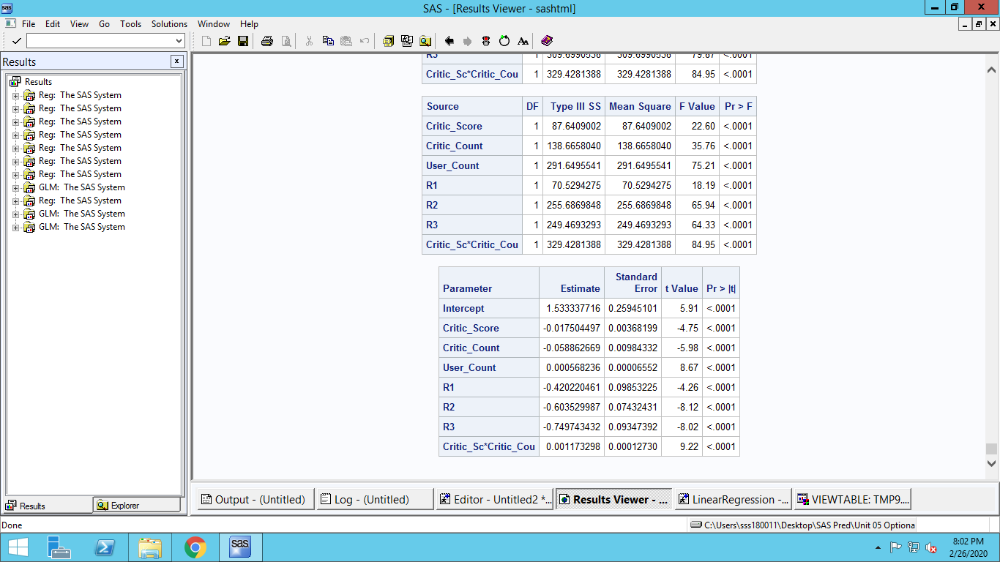 SAS - [Results Viewer - sashtml]
File Edit View Go Tools Solutions Window Help
Results
Results
Reg: The SAS System
Reg: The SAS System
Reg: The SAS System
Reg: The SAS System
Reg: The SAS System
Reg: The SAS System
Reg: The SAS System
GLM: The SAS System
Reg: The SAS System
GLM: The SAS System
GLM: The SAS System
Results Explorer
R3 1 309.6990538 309.6990538 79.87 <.0001
Critic_Sc*Critic_Cou 1 329.4281388 329.4281388 84.95 <.0001
Source DF Type III SS Mean Square F Value Pr > F
Critic_Score 1 87.6409002 87.6409002 22.60 <.0001
Critic_Count 1 138.6658040 138.6658040 35.76 <.0001
User_Count 1 291.6495541 291.6495541 75.21 <.0001
R1 1 70.5294275 70.5294275 18.19 <.0001
R2 1 255.6869848 255.6869848 65.94 <.0001
R3 1 249.4693293 249.4693293 64.33 <.0001
Critic_Sc*Critic_Cou 1 329.4281388 329.4281388 84.95 <.0001
Parameter Estimate Standard Error t Value Pr > |t|
Intercept 1.533337716 0.25945101 5.91 <.0001
Critic_Score -0.017504497 0.00368199 -4.75 <.0001
Critic_Count -0.058862669 0.00984332 -5.98 <.0001
User_Count 0.000568236 0.00006552 8.67 <.0001
R1 -0.420220461 0.09853225 -4.26 <.0001
R2 -0.603529987 0.07432431 -8.12 <.0001
R3 -0.749743432 0.09347392 -8.02 <.0001
Critic_Sc*Critic_Cou 0.001173298 0.00012730 9.22 <.0001
Output - (Untitled) Log - (Untitled) Editor - Untitled2 *... Results Viewer - ... LinearRegression -... VIEWTABLE: TMP9....
Done C:\Users\sss180011\Desktop\SAS Pred\Unit 05 Optiona
sas
8:02 PM
2/26/2020